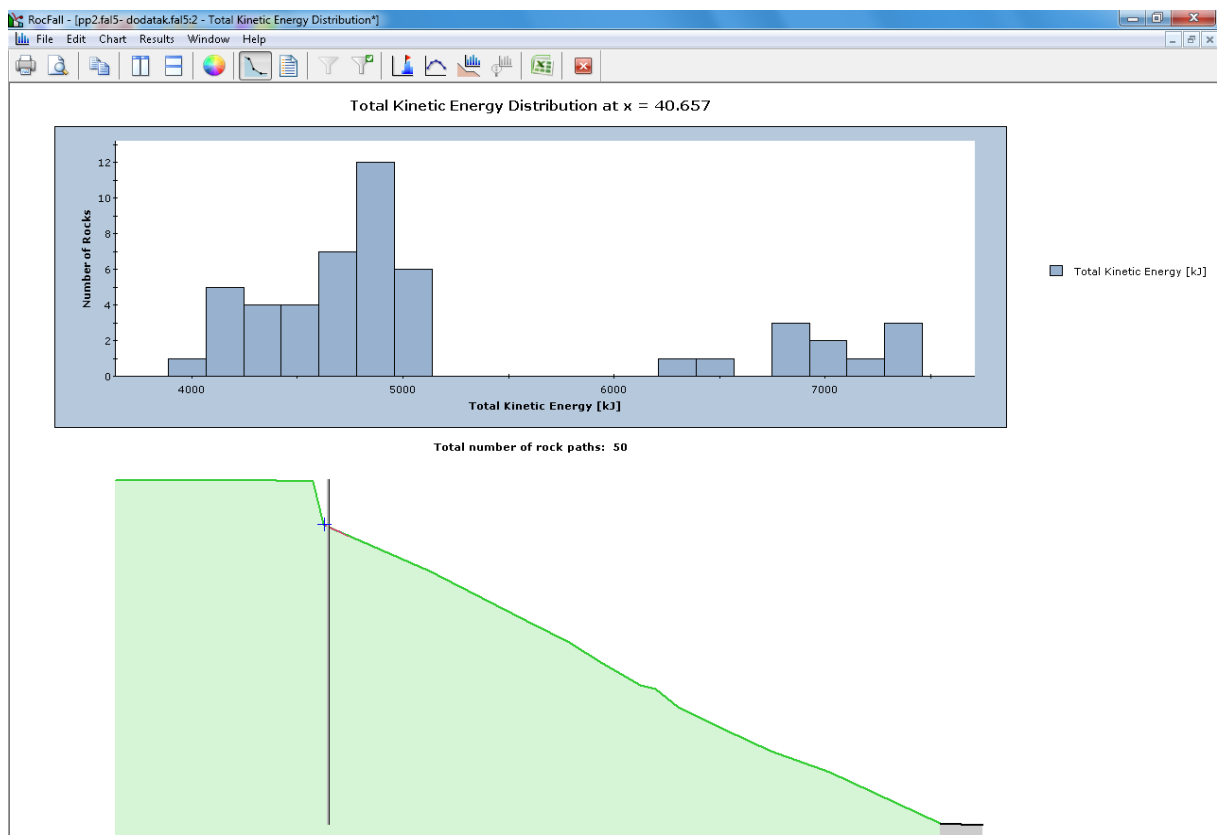 RocFall - [pp2.fal5- dodatak.fal5:2 - Total Kinetic Energy Distribution*]
File Edit Chart Results Window Help
Total Kinetic Energy Distribution at x = 40.657
12
10
8
6
4
2
0
Number of Rocks
4000 5000 6000 7000
Total Kinetic Energy [kJ]
Total Kinetic Energy [kJ]
Total number of rock paths: 50